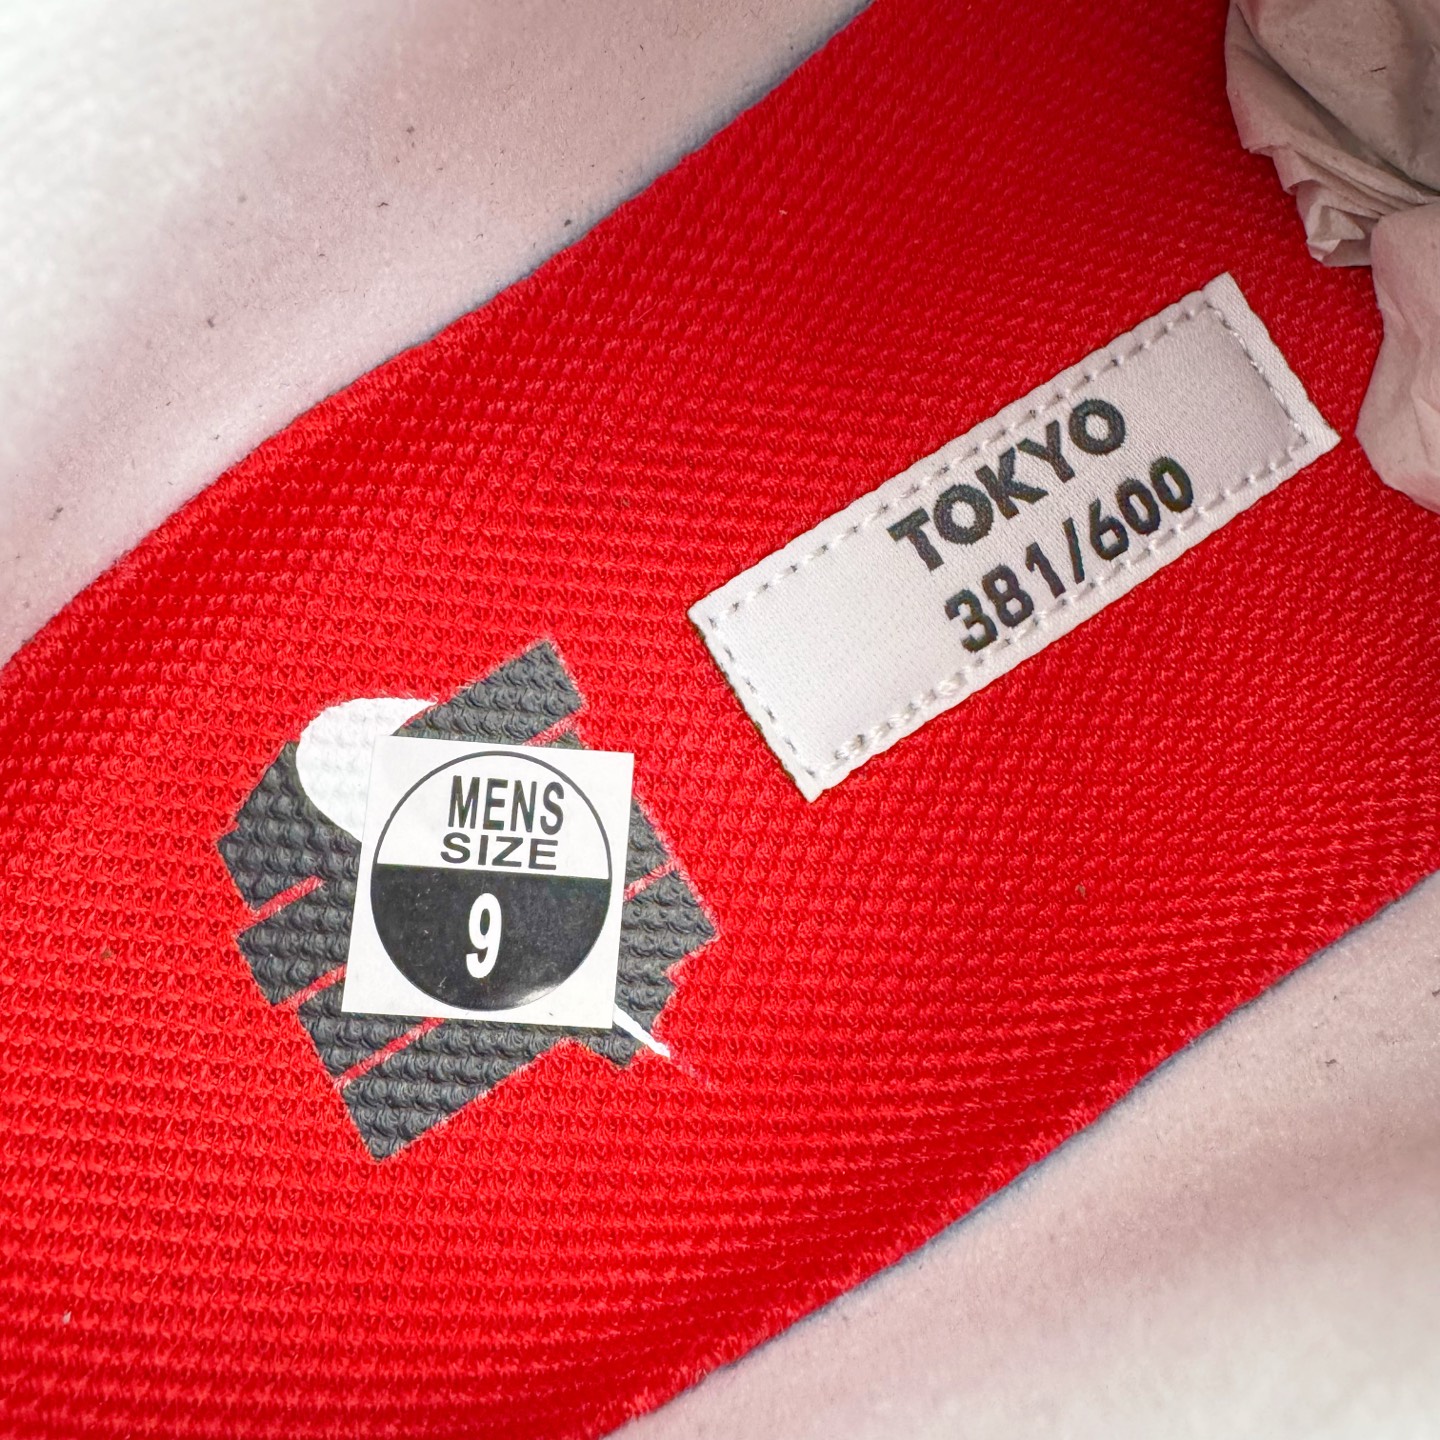 TOKYO
381/600
MENS
SIZE
9